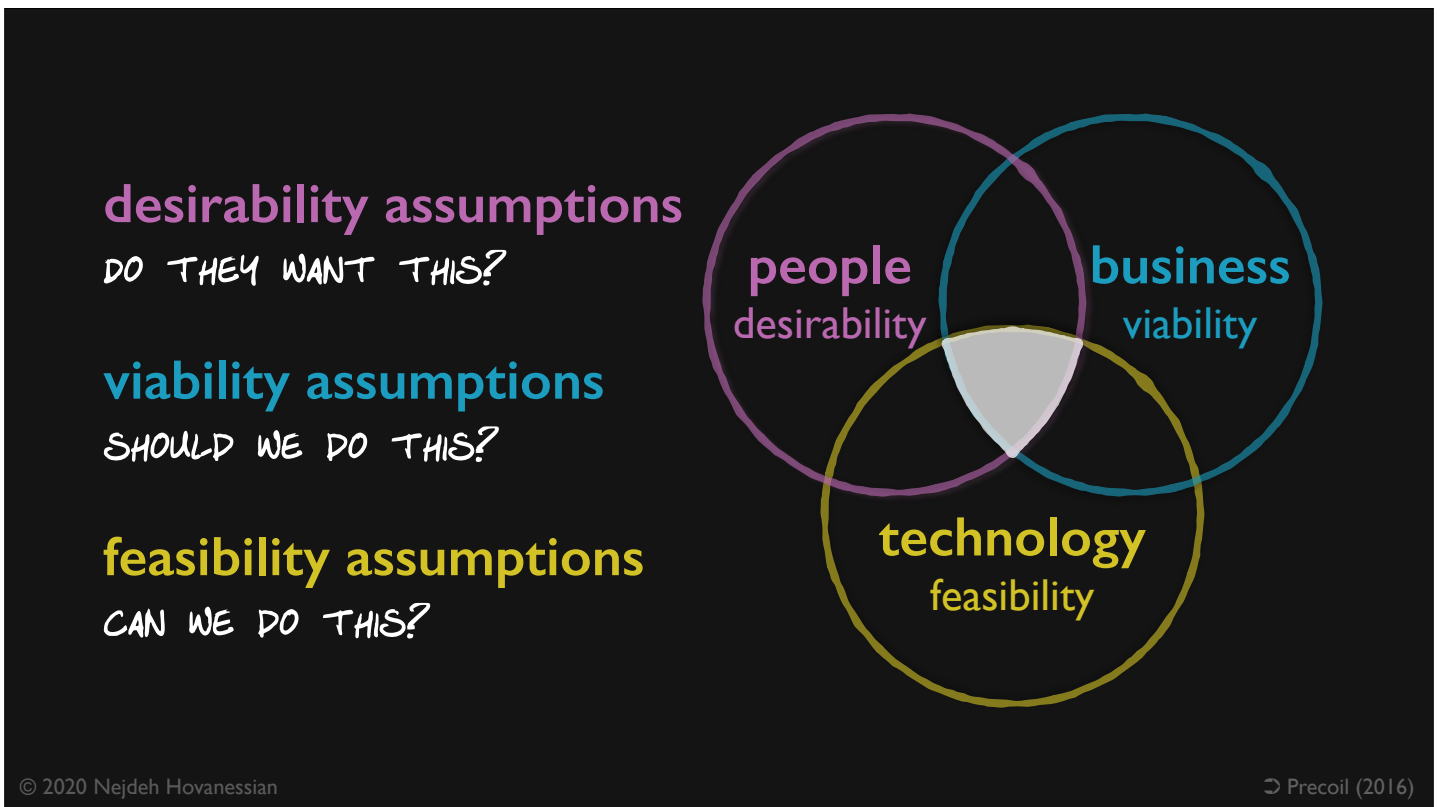 desirability assumptions
DO THEY WANT THIS?
viability assumptions
SHOULD WE DO THIS?
feasibility assumptions
CAN WE DO THIS?
people
desirability
business
viability
technology
feasibility
© 2020 Nejdeh Hovanessian
⊃ Precoil (2016)